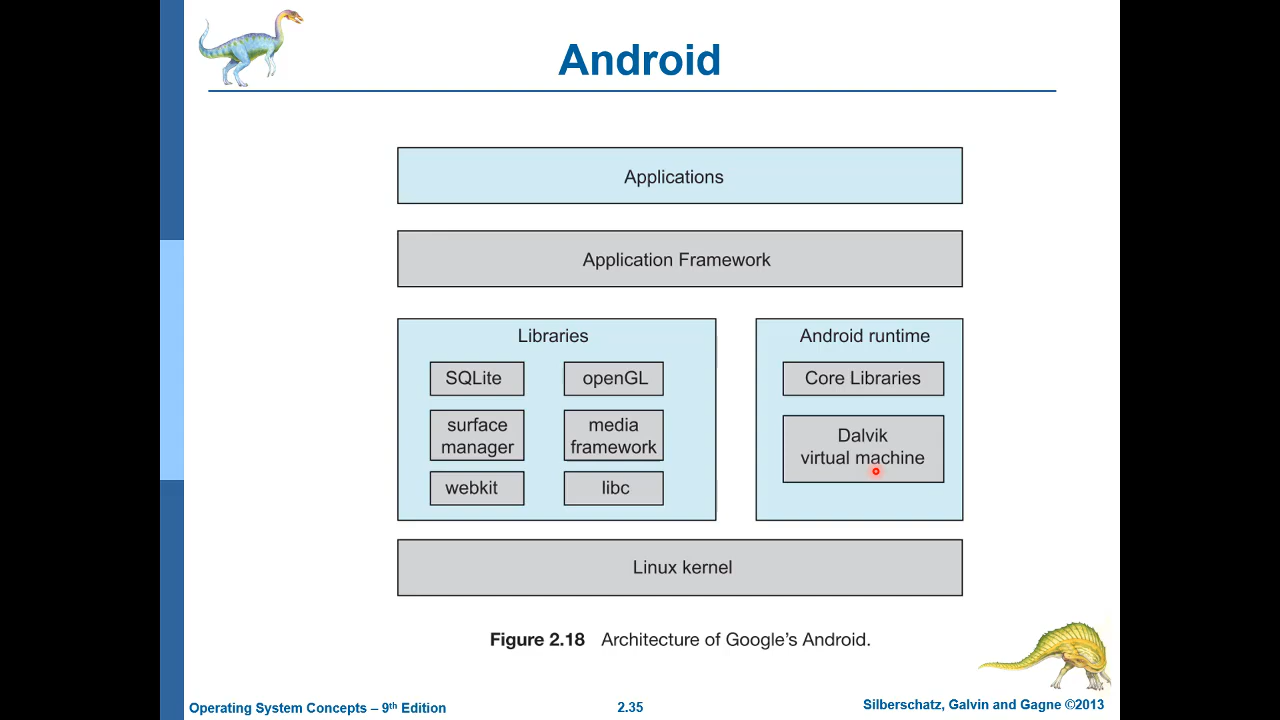 Android
Applications
Application Framework
Libraries
SQLite
openGL
surface
manager
media
framework
webkit
libc
Android runtime
Core Libraries
Dalvik
virtual machine
Linux kernel
Figure 2.18 Architecture of Google's Android.
Operating System Concepts – 9th Edition
2.35
Silberschatz, Galvin and Gagne ©2013